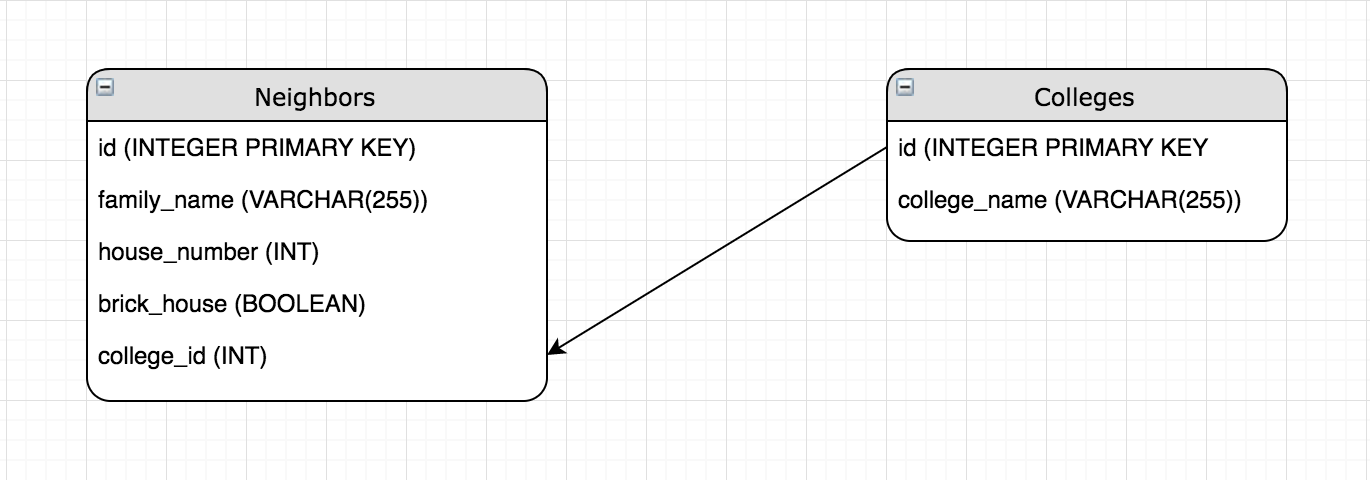 Neighbors
id (INTEGER PRIMARY KEY)
family_name (VARCHAR(255))
house_number (INT)
brick_house (BOOLEAN)
college_id (INT)
Colleges
id (INTEGER PRIMARY KEY
college_name (VARCHAR(255))